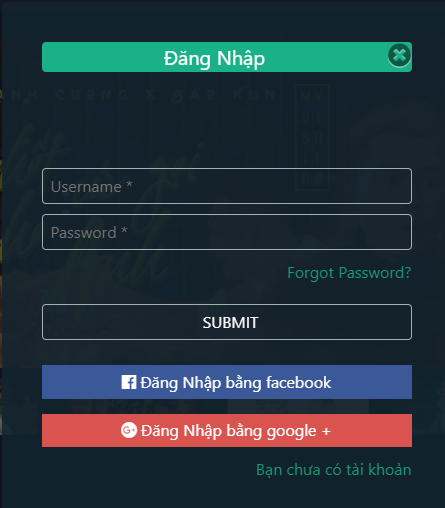 Đăng Nhập
Username *
Password *
Forgot Password?
SUBMIT
Đăng Nhập bằng facebook
Đăng Nhập bằng google +
Bạn chưa có tài khoản